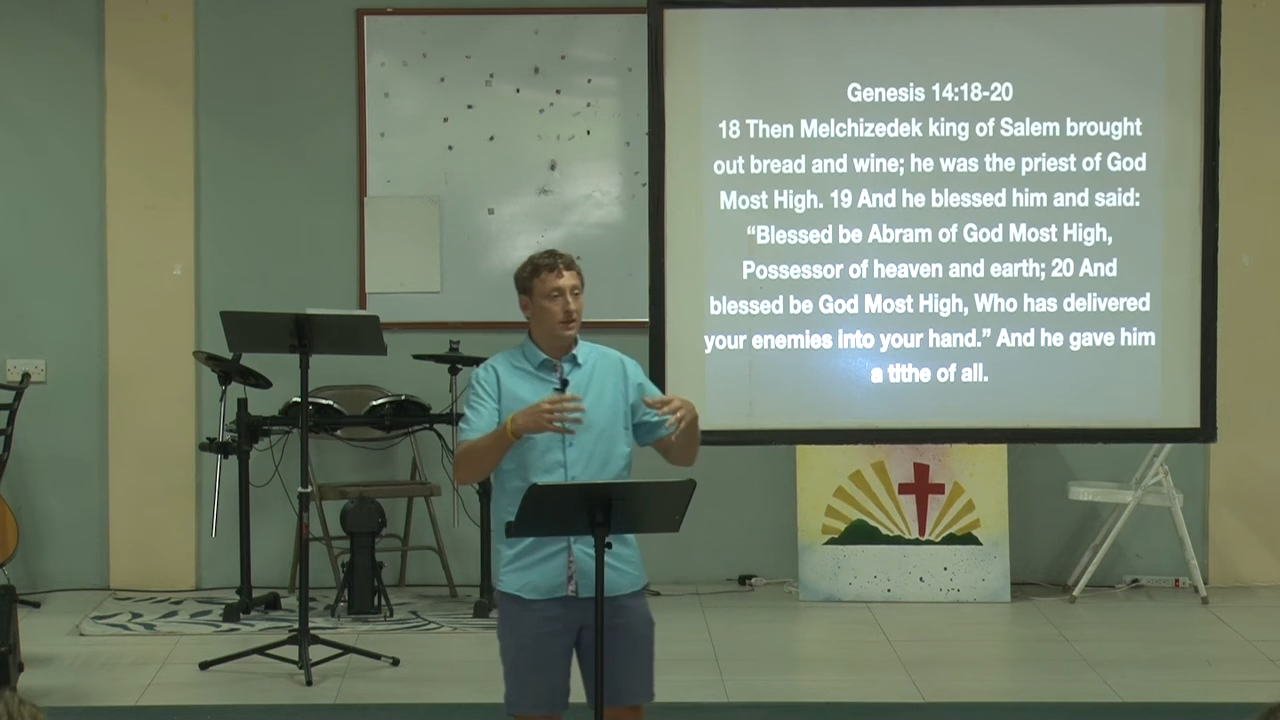 Genesis 14:18-20
18 Then Melchizedek king of Salem brought
out bread and wine; he was the priest of God
Most High. 19 And he blessed him and said:
“Blessed be Abram of God Most High,
Possessor of heaven and earth; 20 And
blessed be God Most High, Who has delivered
your enemies into your hand.” And he gave him
a tithe of all.